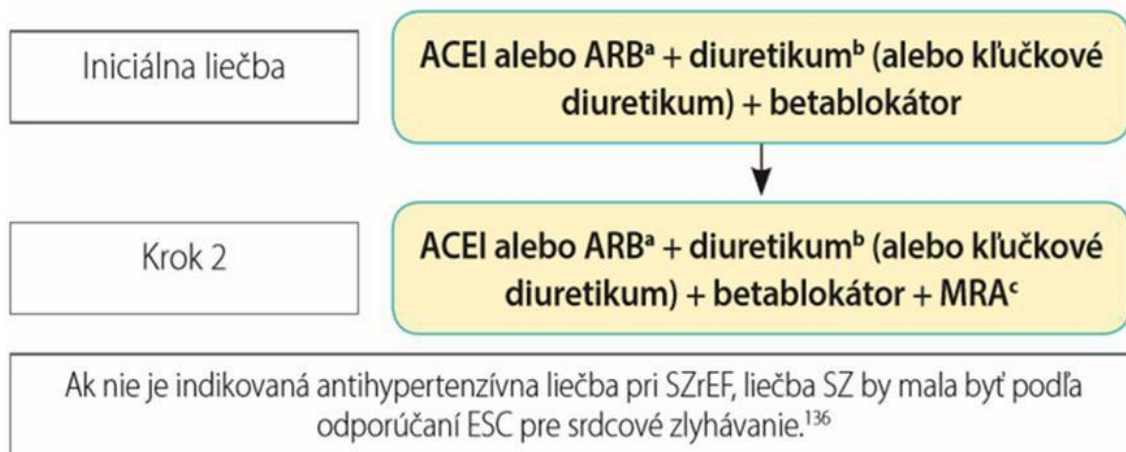 Iniciálna liečba
ACEI alebo ARBᵃ + diuretikumᵇ (alebo kľučkové
diuretikum) + betablokátor
Krok 2
ACEI alebo ARBᵃ + diuretikumᵇ (alebo kľučkové
diuretikum) + betablokátor + MRAᶜ
Ak nie je indikovaná antihypertenzívna liečba pri SZrEF, liečba SZ by mala byť podľa
odporúčaní ESC pre srdcové zlyhávanie.¹³⁶